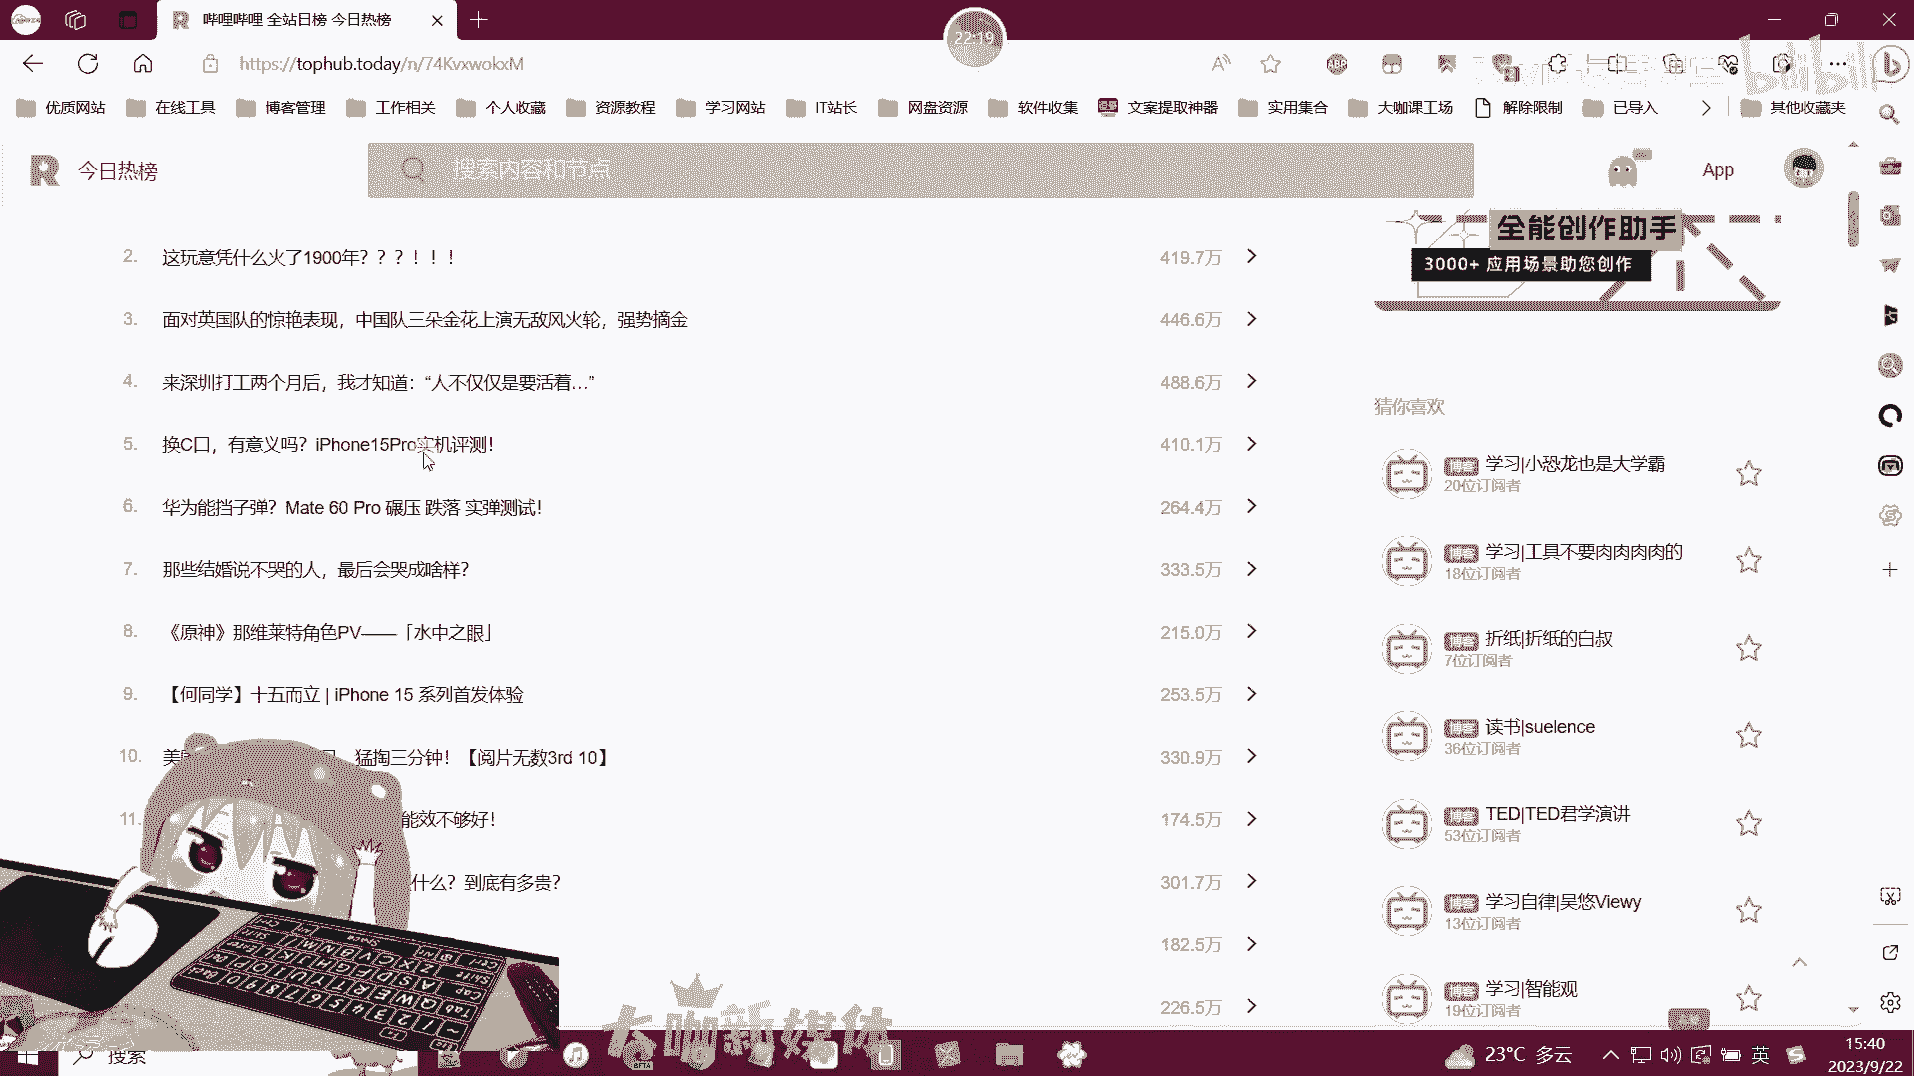 哔哩哔哩 全站日榜 今日热榜
22:19
https://tophub.today/n/74KvxwokxM
bilibili
优质网站 在线工具 博客管理 工作相关 个人收藏 资源教程 学习网站 IT站长 网盘资源 软件收集 文案提取神器 实用集合 大咖课工场 解除限制 已导入 其他收藏夹
今日热榜 搜索内容和节点 App
全能创作助手
3000+ 应用场景助您创作
2. 这玩意凭什么火了1900年？？？！！！ 419.7万
3. 面对英国队的惊艳表现，中国队三朵金花上演无敌风火轮，强势摘金 446.6万
4. 来深圳打工两个月后，我才知道：“人不仅仅是要活着…” 488.6万
5. 换C口，有意义吗？iPhone15Pro实机评测！ 410.1万
6. 华为能挡子弹？Mate 60 Pro 碾压 跌落 实弹测试！ 264.4万
7. 那些结婚说不哭的人，最后会哭成啥样？ 333.5万
8. 《原神》那维莱特角色PV——「水中之眼」 215.0万
9. 【何同学】十五而立 | iPhone 15 系列首发体验 253.5万
10. 美 猛掏三分钟！【阅片无数3rd 10】 330.9万
11. 能效不够好！ 174.5万
什么？到底有多贵？ 301.7万
182.5万
226.5万
猜你喜欢
博客 学习|小恐龙也是大学霸
20位订阅者
博客 学习|工具不要肉肉肉肉的
18位订阅者
博客 折纸|折纸的白叔
7位订阅者
博客 读书|suelence
36位订阅者
博客 TED|TED君学演讲
53位订阅者
博客 学习自律|吴悠Viewy
13位订阅者
博客 学习|智能观
19位订阅者
大咖新媒体
搜索
23°C 多云
英
15:40
2023/9/22